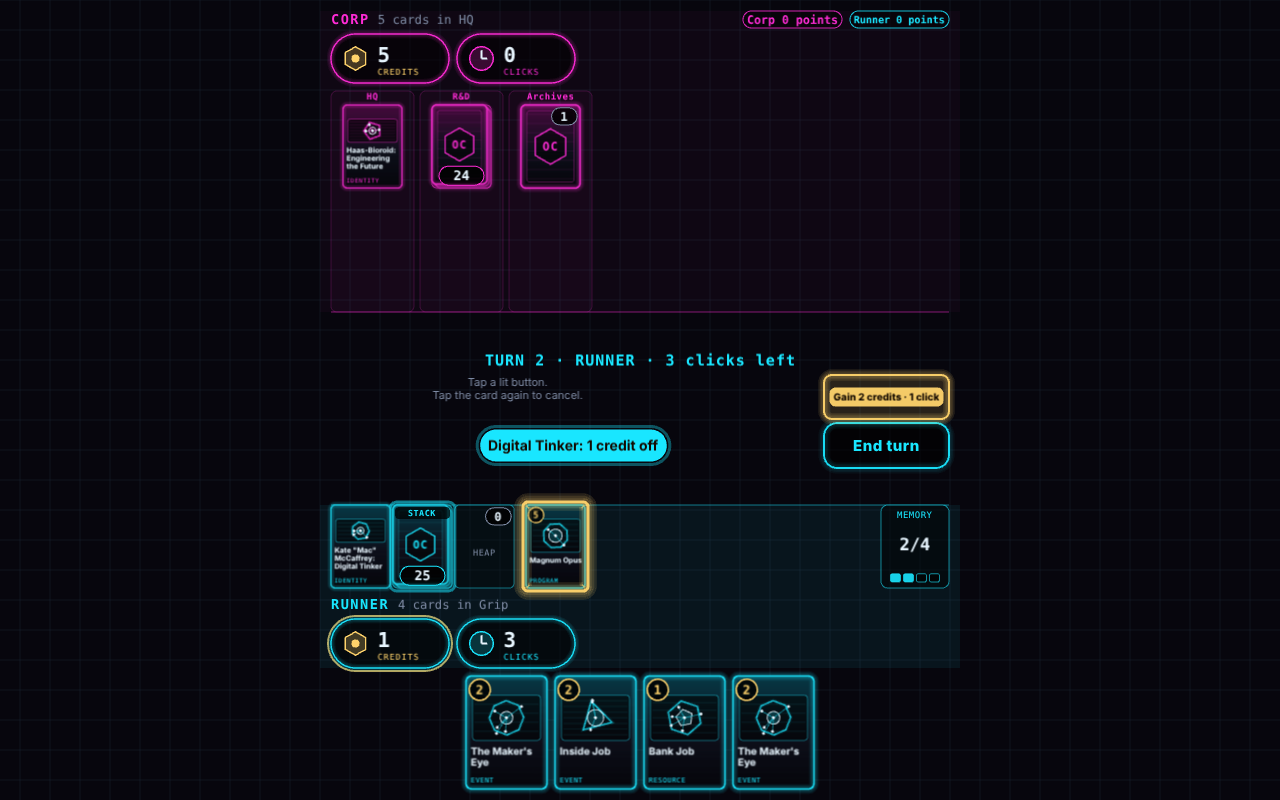 CORP 5 cards in HQ
Corp 0 points
Runner 0 points
5
CREDITS
0
CLICKS
HQ
R&D
Archives
Haas-Bioroid:
Engineering
the Future
IDENTITY
OC
24
1
OC
TURN 2 · RUNNER · 3 clicks left
Tap a lit button.
Tap the card again to cancel.
Gain 2 credits · 1 click
Digital Tinker: 1 credit off
End turn
Kate "Mac"
McCaffrey:
Digital Tinker
IDENTITY
STACK
OC
25
0
HEAP
5
Magnum Opus
PROGRAM
MEMORY
2/4
RUNNER 4 cards in Grip
1
CREDITS
3
CLICKS
2
The Maker's
Eye
EVENT
2
Inside Job
EVENT
1
Bank Job
RESOURCE
2
The Maker's
Eye
EVENT